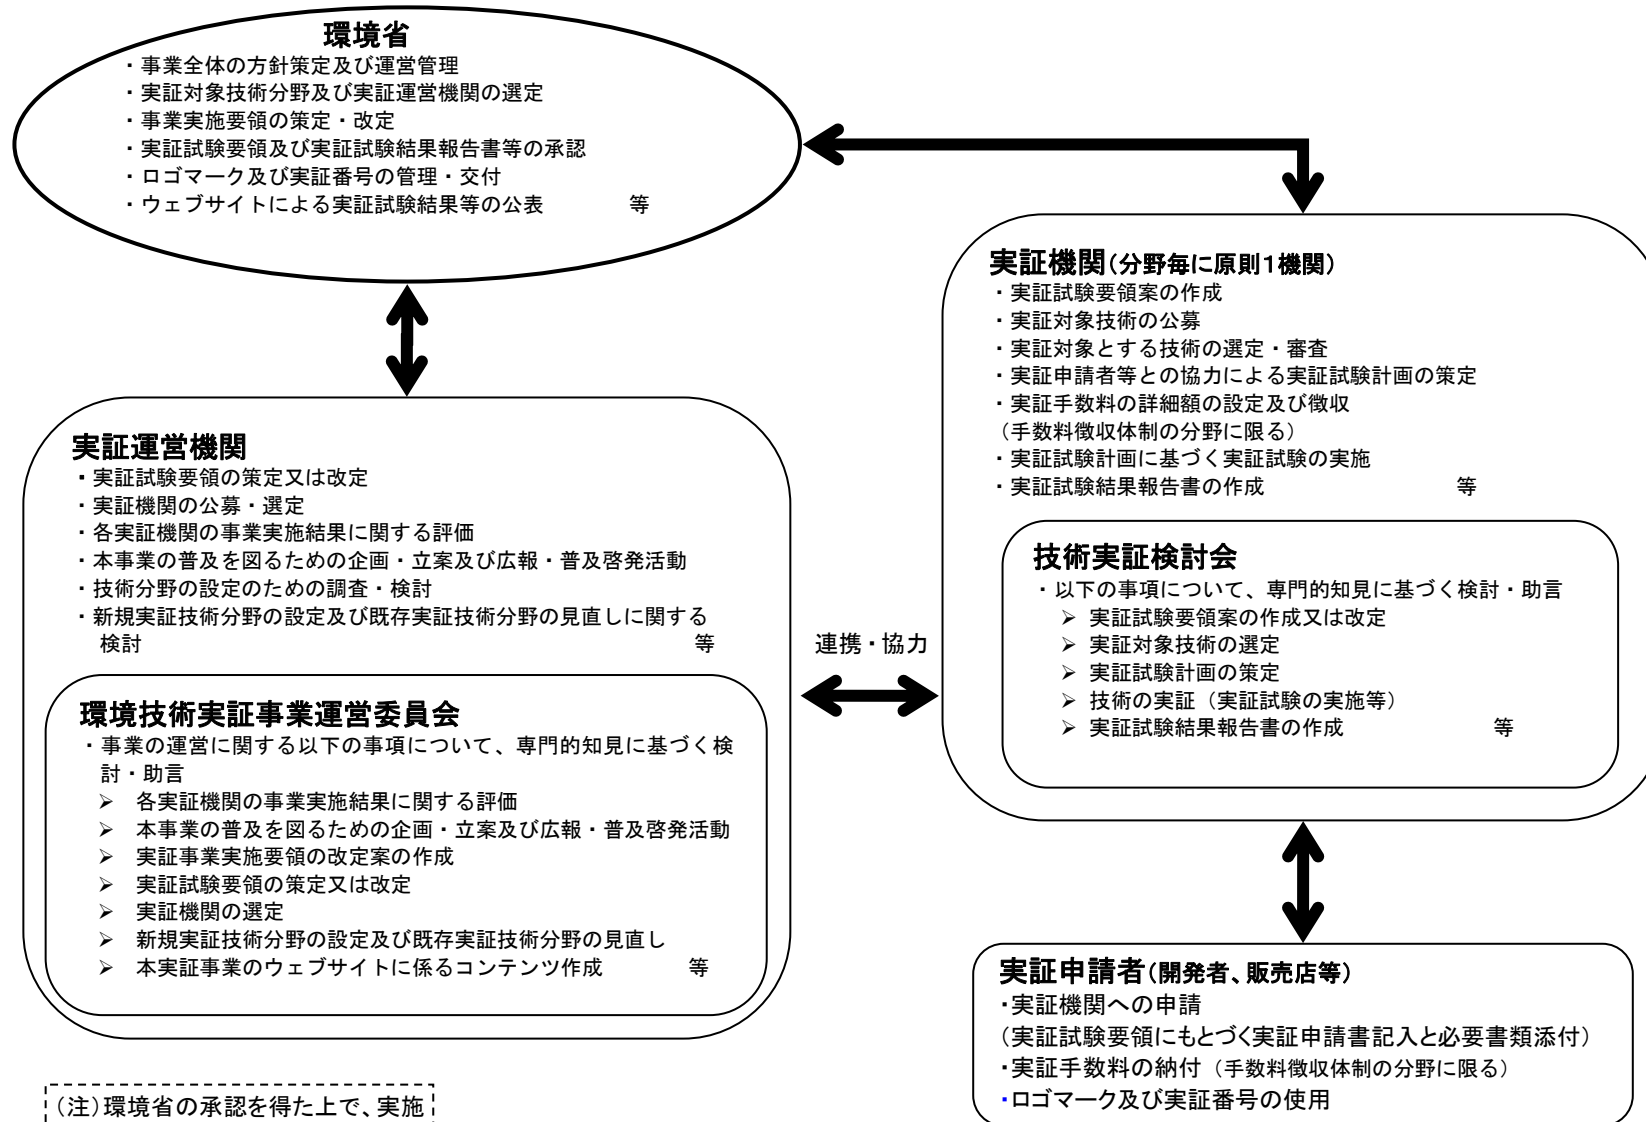 環境省
・事業全体の方針策定及び運営管理
・実証対象技術分野及び実証運営機関の選定
・事業実施要領の策定・改定
・実証試験要領及び実証試験結果報告書等の承認
・ロゴマーク及び実証番号の管理・交付
・ウェブサイトによる実証試験結果等の公表 等
実証運営機関
・実証試験要領の策定又は改定
・実証機関の公募・選定
・各実証機関の事業実施結果に関する評価
・本事業の普及を図るための企画・立案及び広報・普及啓発活動
・技術分野の設定のための調査・検討
・新規実証技術分野の設定及び既存実証技術分野の見直しに関する
検討 等
環境技術実証事業運営委員会
・事業の運営に関する以下の事項について、専門的知見に基づく検
討・助言
➢ 各実証機関の事業実施結果に関する評価
➢ 本事業の普及を図るための企画・立案及び広報・普及啓発活動
➢ 実証事業実施要領の改定案の作成
➢ 実証試験要領の策定又は改定
➢ 実証機関の選定
➢ 新規実証技術分野の設定及び既存実証技術分野の見直し
➢ 本実証事業のウェブサイトに係るコンテンツ作成 等
(注)環境省の承認を得た上で、実施
連携・協力
実証機関(分野毎に原則1機関)
・実証試験要領案の作成
・実証対象技術の公募
・実証対象とする技術の選定・審査
・実証申請者等との協力による実証試験計画の策定
・実証手数料の詳細額の設定及び徴収
(手数料徴収体制の分野に限る)
・実証試験計画に基づく実証試験の実施
・実証試験結果報告書の作成 等
技術実証検討会
・以下の事項について、専門的知見に基づく検討・助言
➢ 実証試験要領案の作成又は改定
➢ 実証対象技術の選定
➢ 実証試験計画の策定
➢ 技術の実証(実証試験の実施等)
➢ 実証試験結果報告書の作成 等
実証申請者(開発者、販売店等)
・実証機関への申請
(実証試験要領にもとづく実証申請書記入と必要書類添付)
・実証手数料の納付(手数料徴収体制の分野に限る)
・ロゴマーク及び実証番号の使用